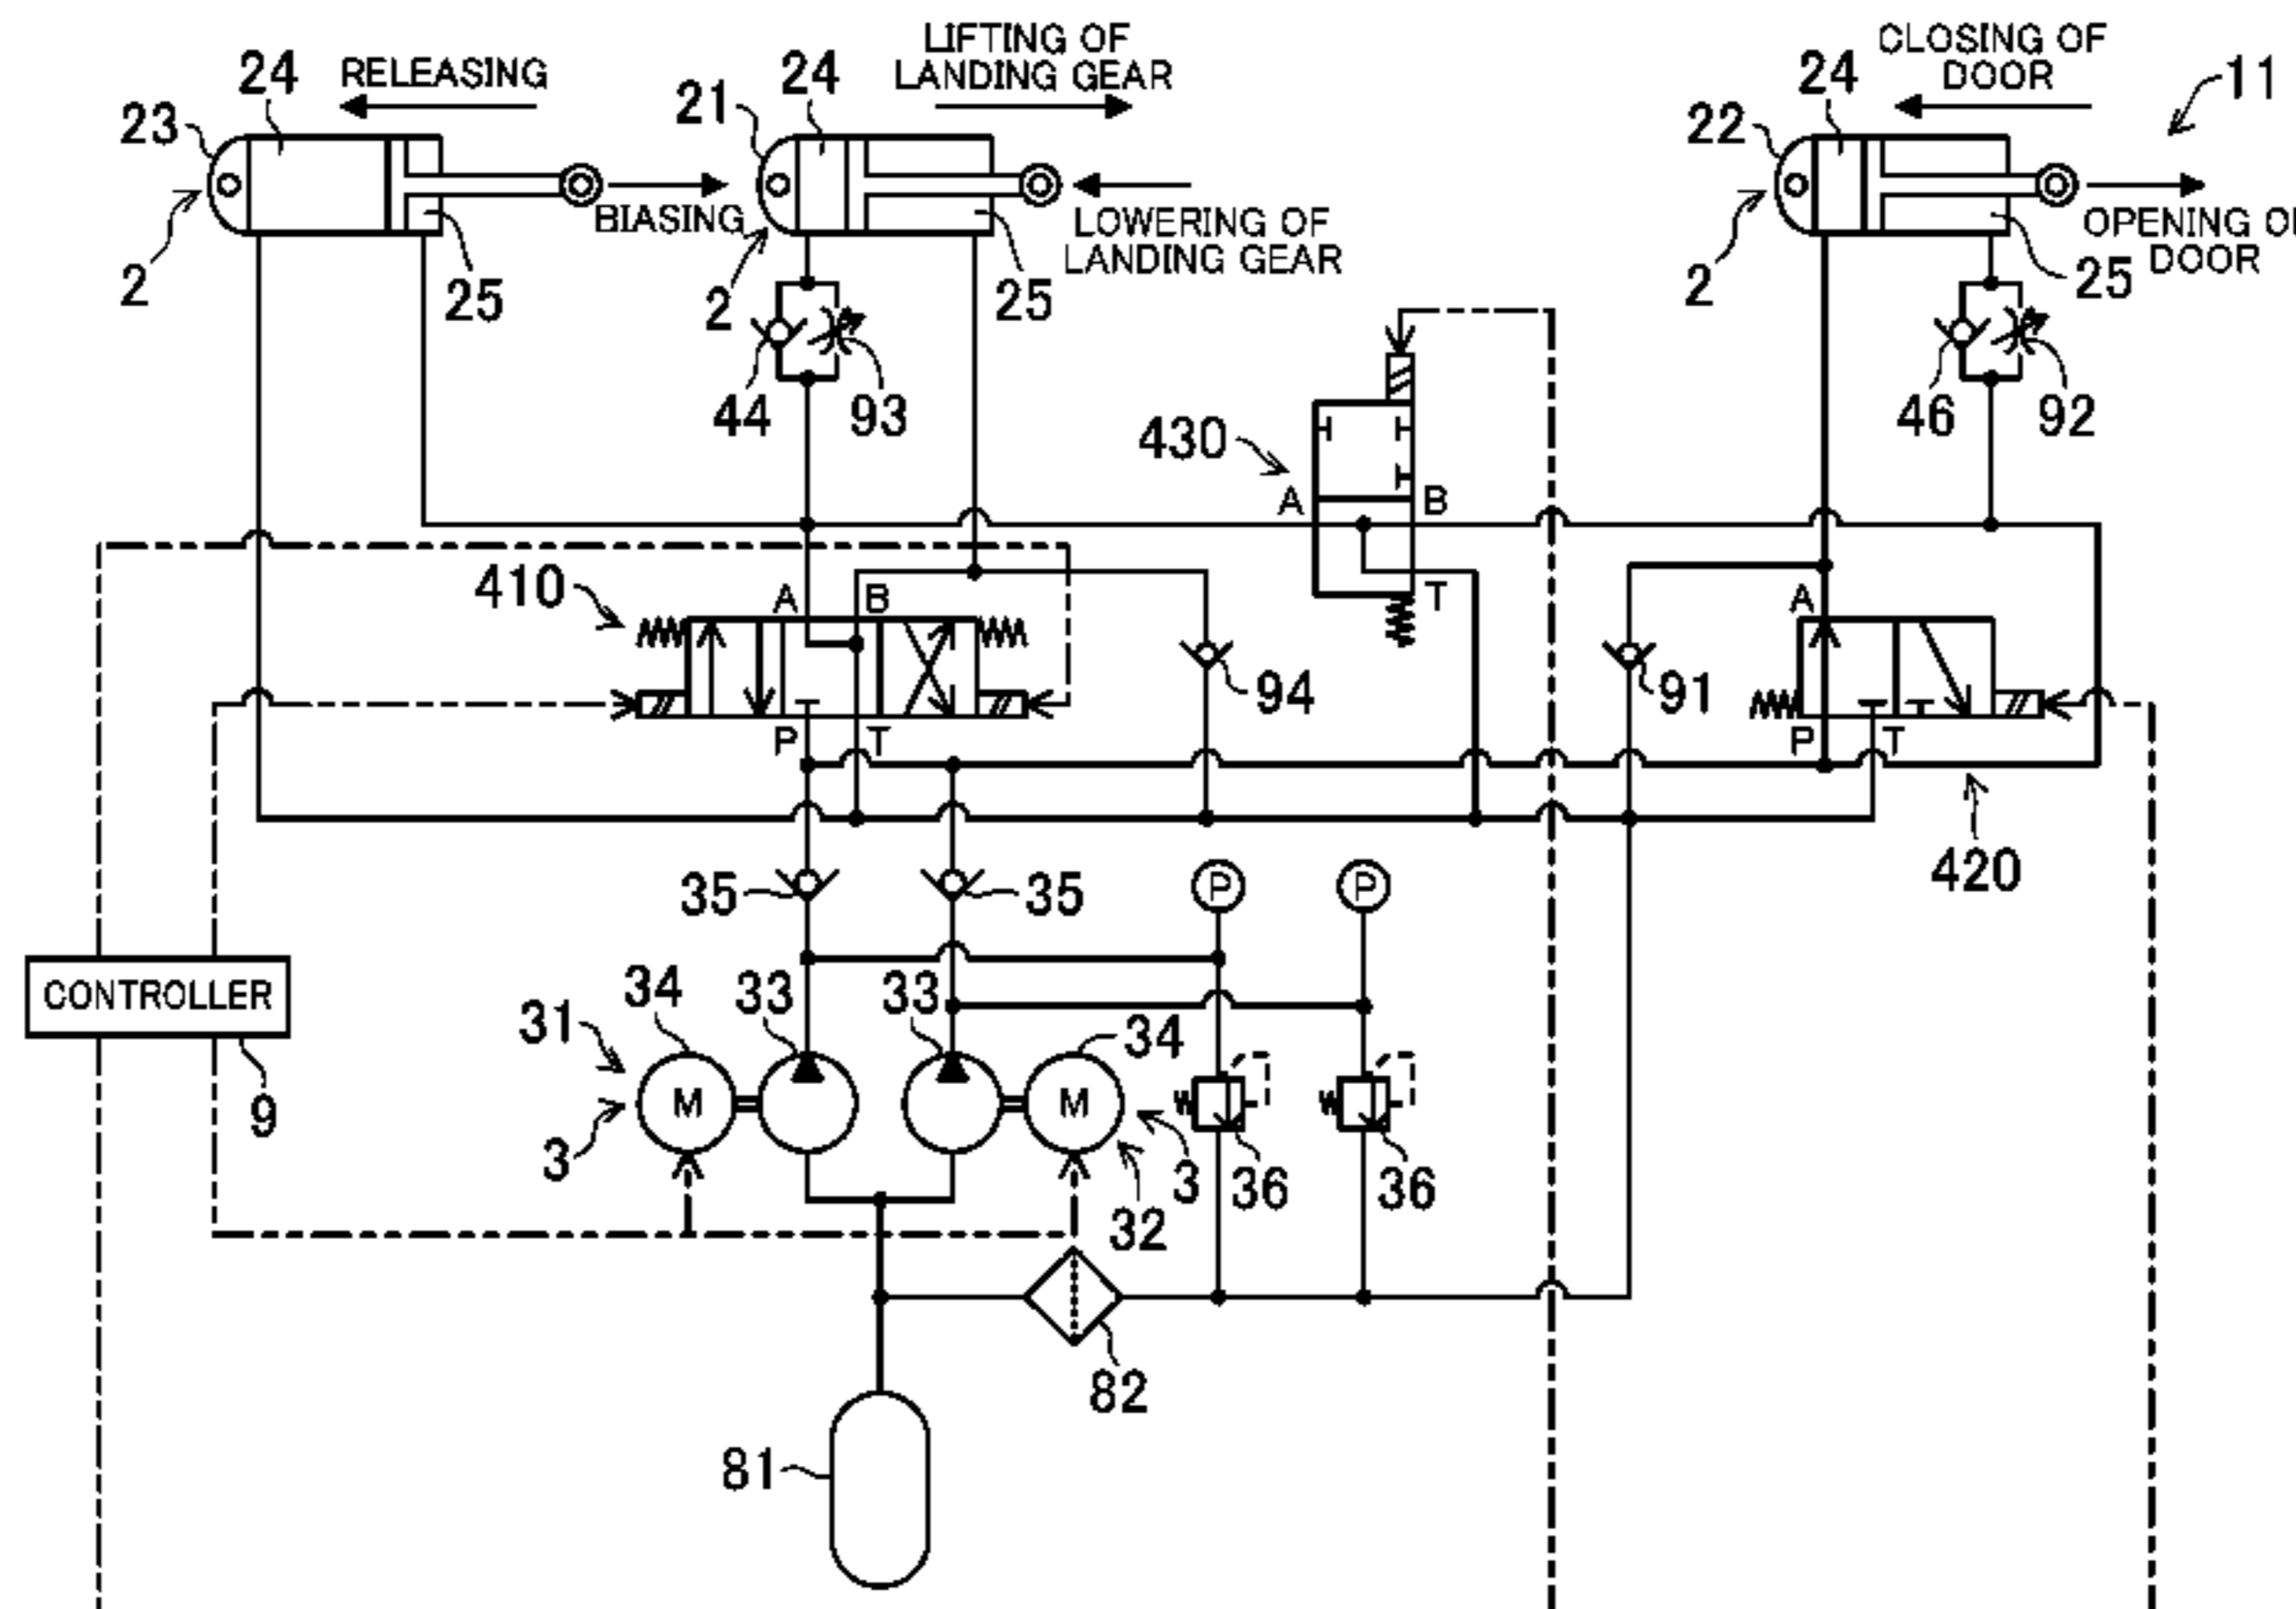 LIFTING OF
LANDING GEAR
CLOSING OF
DOOR
24
RELEASING
24
24
11
23
21
22
BIASING
LOWERING OF
LANDING GEAR
OPENING OF
DOOR
2
25
2
25
2
25
44
93
430
46
92
A
B
T
410
A
B
P
T
94
91
A
P
T
420
35
35
P
P
CONTROLLER
9
34
33
33
34
31
M
M
3
3
32
36
36
82
81